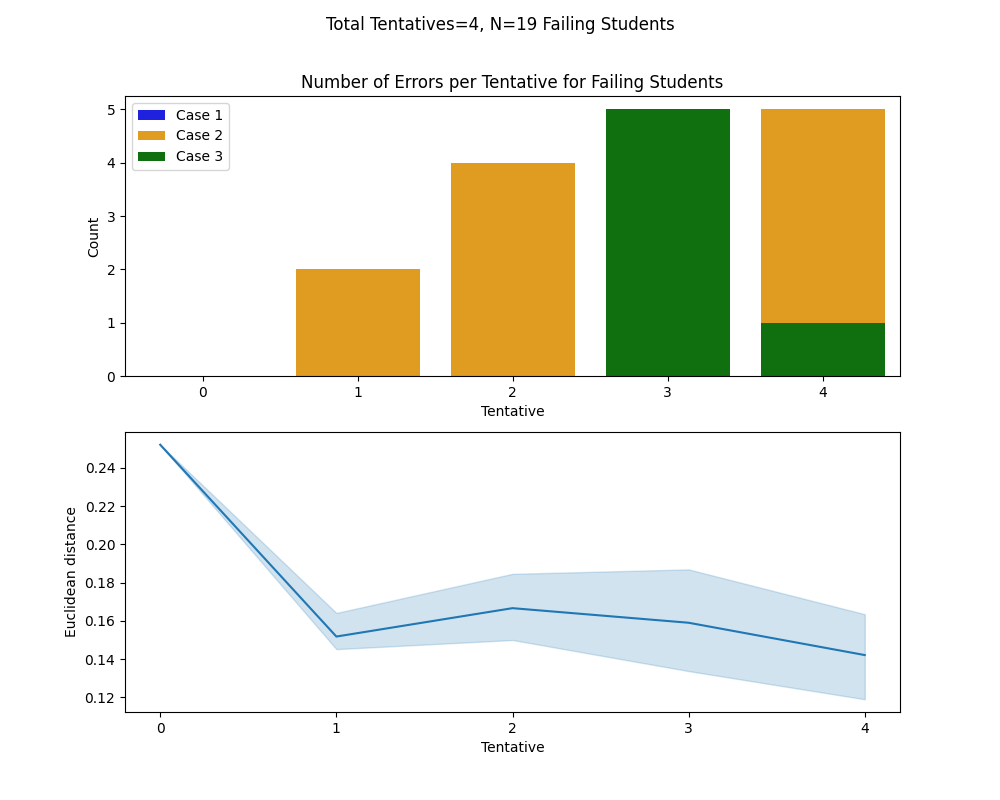 Total Tentatives=4, N=19 Failing Students
Number of Errors per Tentative for Failing Students
Case 1
Case 2
Case 3
5
4
3
2
1
0
Count
0 1 2 3 4
Tentative
0.24
0.22
0.20
0.18
0.16
0.14
0.12
Euclidean distance
0 1 2 3 4
Tentative